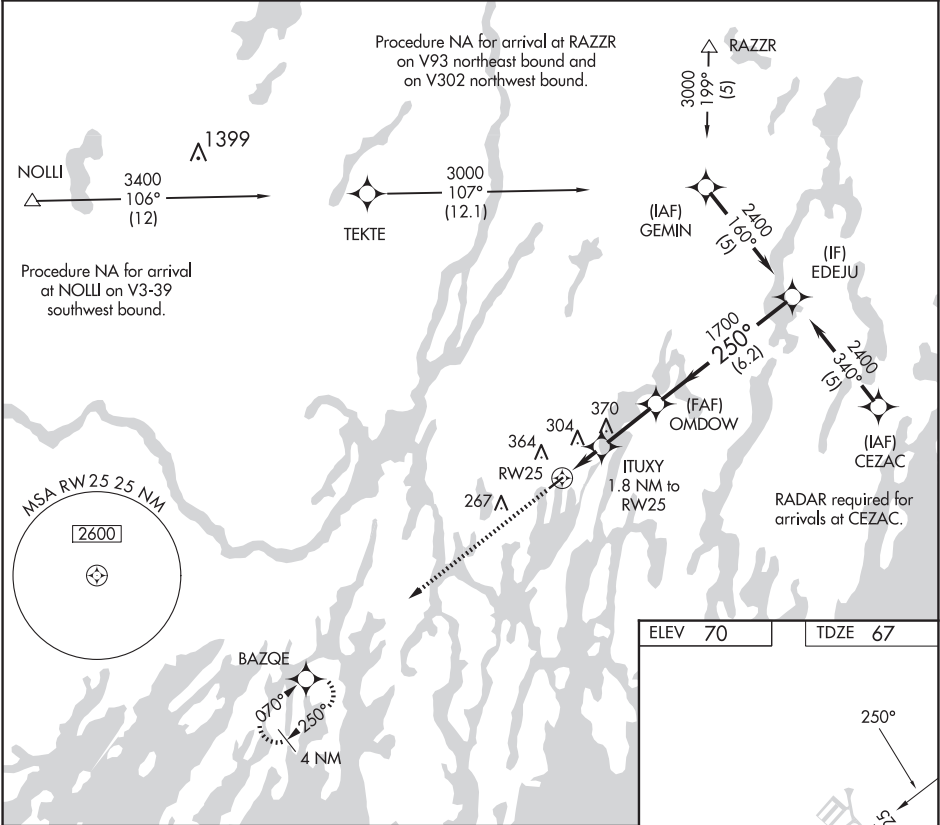 Procedure NA for arrival at RAZZR
on V93 northeast bound and
on V302 northwest bound.
RAZZR
3000
199°
(5)
1399
NOLLI
3400
106°
(12)
3000
107°
(12.1)
TEKTE
(IAF)
GEMIN
2400
160°
(5)
(IF)
EDEJU
Procedure NA for arrival
at NOLLI on V3-39
southwest bound.
1700
250°
(6.2)
2400
340°
(5)
(IAF)
CEZAC
(FAF)
OMDOW
370
304
364
RW25
ITUXY
1.8 NM to
RW25
267
RADAR required for
arrivals at CEZAC.
MSA RW25 25 NM
2600
BAZQE
070°
250°
4 NM
ELEV 70
TDZE 67
250°
25